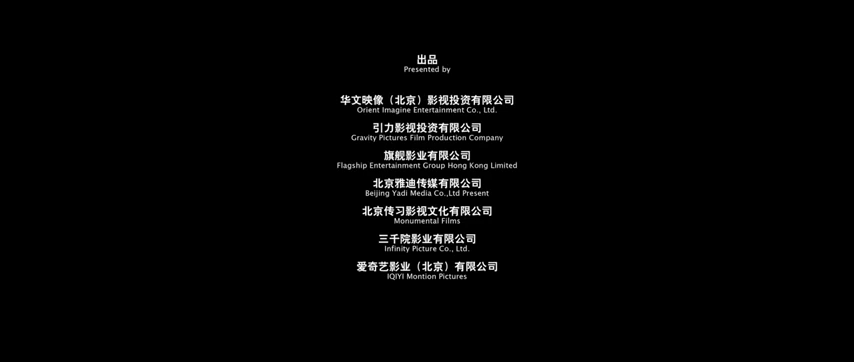 出品
Presented by
华文映像（北京）影视投资有限公司
Orient Imagine Entertainment Co., Ltd.
引力影视投资有限公司
Gravity Pictures Film Production Company
旗舰影业有限公司
Flagship Entertainment Group Hong Kong Limited
北京雅迪传媒有限公司
Beijing Yadi Media Co.,Ltd Present
北京传习影视文化有限公司
Monumental Films
三千院影业有限公司
Infinity Picture Co., Ltd.
爱奇艺影业（北京）有限公司
IQIYI Montion Pictures